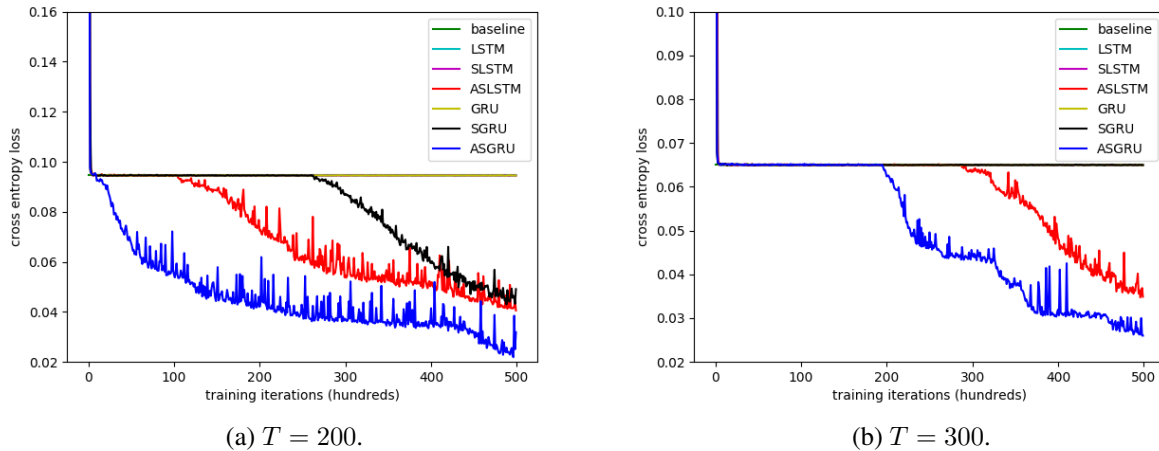 0.16
0.14
0.12
0.10
0.08
0.06
0.04
0.02
cross entropy loss
0 100 200 300 400 500
training iterations (hundreds)
baseline
LSTM
SLSTM
ASLSTM
GRU
SGRU
ASGRU
(a) T = 200.
0.10
0.09
0.08
0.07
0.06
0.05
0.04
0.03
0.02
cross entropy loss
0 100 200 300 400 500
training iterations (hundreds)
baseline
LSTM
SLSTM
ASLSTM
GRU
SGRU
ASGRU
(b) T = 300.